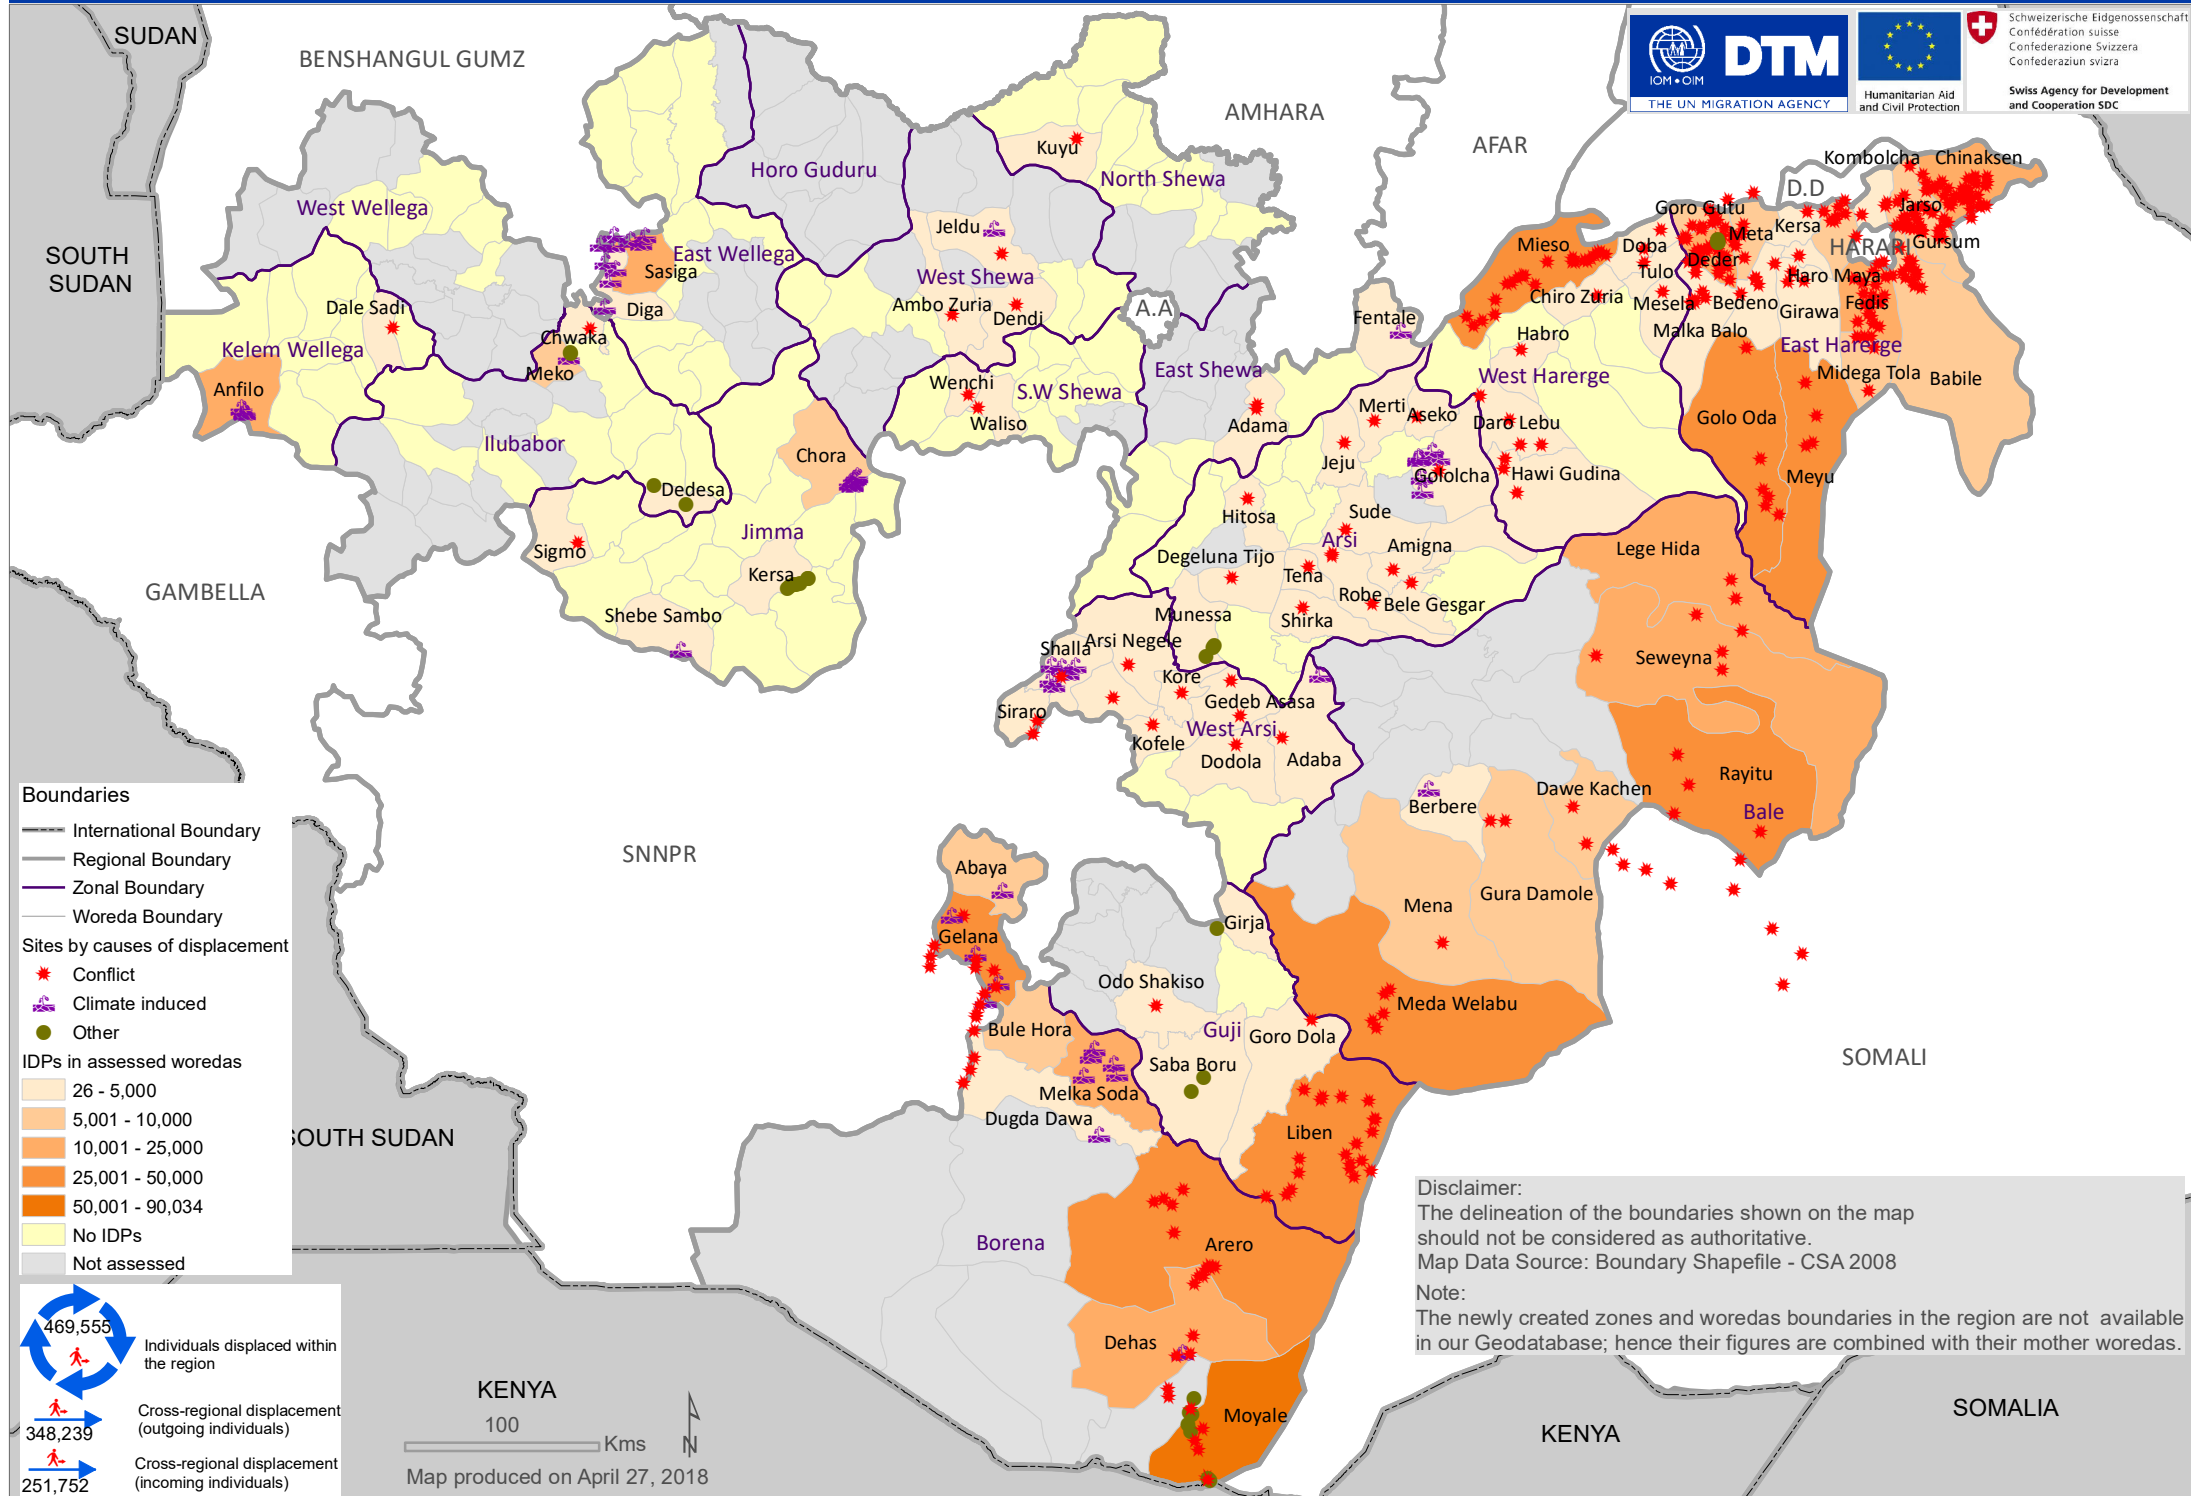 SUDAN
BENSHANGUL GUMZ
AMHARA
AFAR
IOM • OIM
DTM
THE UN MIGRATION AGENCY
Humanitarian Aid
and Civil Protection
Schweizerische Eidgenossenschaft
Confédération suisse
Confederazione Svizzera
Confederaziun svizra
Swiss Agency for Development
and Cooperation SDC
Kuyu
Horo Guduru
North Shewa
Kombolcha
Chinaksen
D.D
West Wellega
Goro Gutu
Jarso
Jeldu
Meta
Kersa
SOUTH
SUDAN
East Wellega
Mieso
Doba
HARARI
Gursum
Sasiga
West Shewa
Tulo
Deder
Haro Maya
Dale Sadi
Diga
Ambo Zuria
Dendi
A.A
Fentale
Chiro Zuria
Mesela
Bedeno
Girawa
Fedis
Chwaka
Habro
Malka Balo
East Harerge
Kelem Wellega
Meko
East Shewa
West Harerge
Midega Tola
Babile
Anfilo
Wenchi
S.W Shewa
Merti
Aseko
Daro Lebu
Golo Oda
Waliso
Adama
Ilubabor
Chora
Jeju
Gololcha
Hawi Gudina
Meyu
Dedesa
Hitosa
Sude
Jimma
Arsi
Amigna
Lege Hida
Sigmo
Degeluna Tijo
Tena
Kersa
Robe
Bele Gesgar
GAMBELLA
Shebe Sambo
Munessa
Shirka
Shalla
Arsi Negele
Seweyna
Kore
Siraro
Gedeb Asasa
West Arsi
Kofele
Dodola
Adaba
Rayitu
Dawe Kachen
Berbere
Bale
SNNPR
Abaya
Gura Damole
Mena
Girja
Gelana
Odo Shakiso
Meda Welabu
Bule Hora
Guji
Goro Dola
SOMALI
Saba Boru
Melka Soda
Dugda Dawa
Liben
SOUTH SUDAN
Borena
Arero
Dehas
Moyale
KENYA
KENYA
SOMALIA
Boundaries
International Boundary
Regional Boundary
Zonal Boundary
Woreda Boundary
Sites by causes of displacement
Conflict
Climate induced
Other
IDPs in assessed woredas
26 - 5,000
5,001 - 10,000
10,001 - 25,000
25,001 - 50,000
50,001 - 90,034
No IDPs
Not assessed
469,555
Individuals displaced within
the region
348,239
Cross-regional displacement
(outgoing individuals)
251,752
Cross-regional displacement
(incoming individuals)
100
Kms
N
Map produced on April 27, 2018
Disclaimer:
The delineation of the boundaries shown on the map
should not be considered as authoritative.
Map Data Source: Boundary Shapefile - CSA 2008
Note:
The newly created zones and woredas boundaries in the region are not available
in our Geodatabase; hence their figures are combined with their mother woredas.